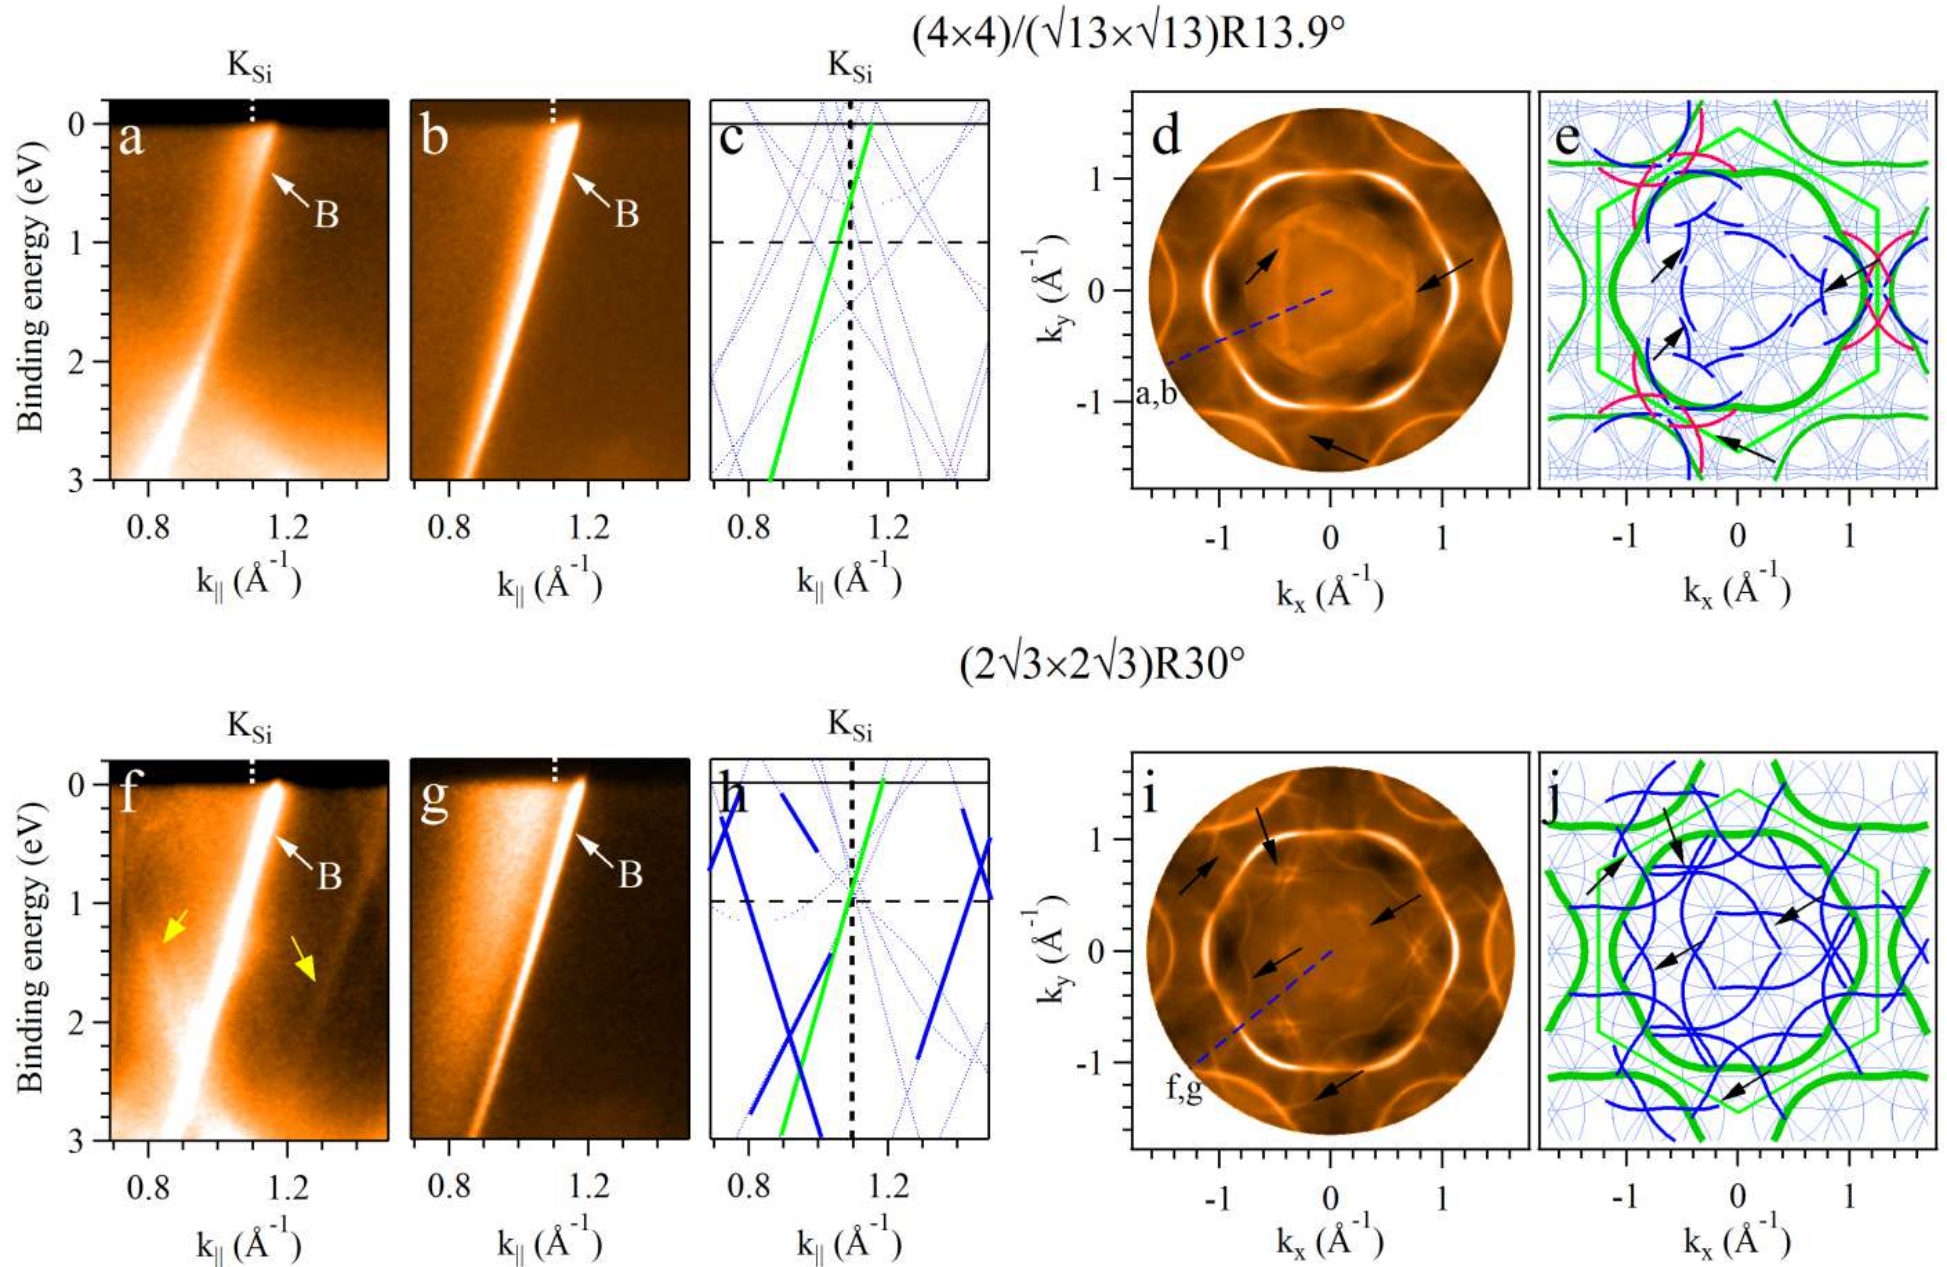 (4×4)/(√13×√13)R13.9°
K_Si K_Si
a b c d e
B B
Binding energy (eV)
0
1
2
3
0.8 1.2 0.8 1.2 0.8 1.2
k_|| (Å^-1) k_|| (Å^-1) k_|| (Å^-1)
k_y (Å^-1)
1
0
-1
a,b
-1 0 1 -1 0 1
k_x (Å^-1) k_x (Å^-1)
(2√3×2√3)R30°
K_Si K_Si
f g h i j
B B
Binding energy (eV)
0
1
2
3
0.8 1.2 0.8 1.2 0.8 1.2
k_|| (Å^-1) k_|| (Å^-1) k_|| (Å^-1)
k_y (Å^-1)
1
0
-1
f,g
-1 0 1 -1 0 1
k_x (Å^-1) k_x (Å^-1)